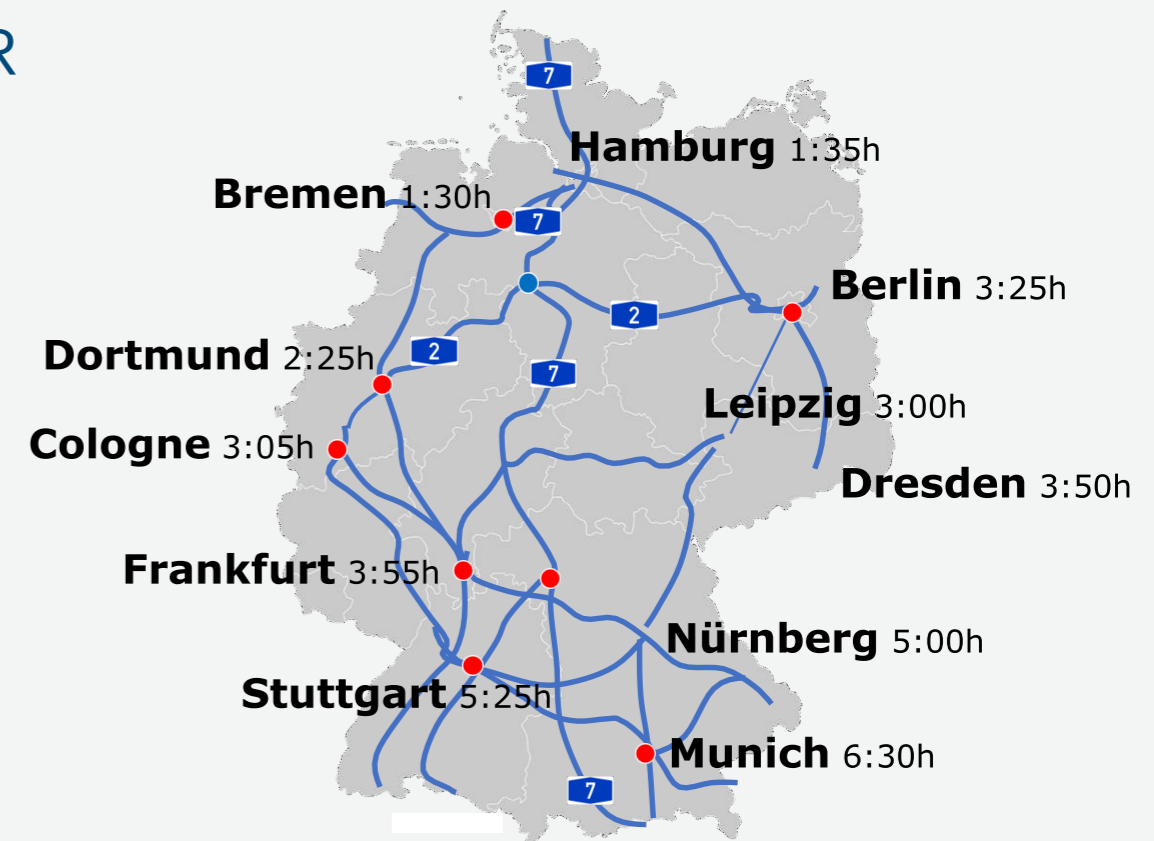 R
7
Hamburg 1:35h
Bremen 1:30h
7
Berlin 3:25h
2
Dortmund 2:25h
2
7
Leipzig 3:00h
Cologne 3:05h
Dresden 3:50h
Frankfurt 3:55h
Nürnberg 5:00h
Stuttgart 5:25h
Munich 6:30h
7